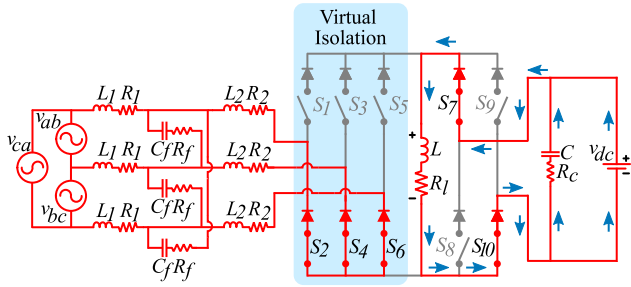 Virtual
Isolation
L1 R1 L2 R2 S1 S3 S5 S7 S9
vab
vca CfRf L C vdc
L1 R1 L2 R2 Rl Rc
vbc CfRf
L1 R1 L2 R2 S2 S4 S6 S8 S10
CfRf
+ - + -